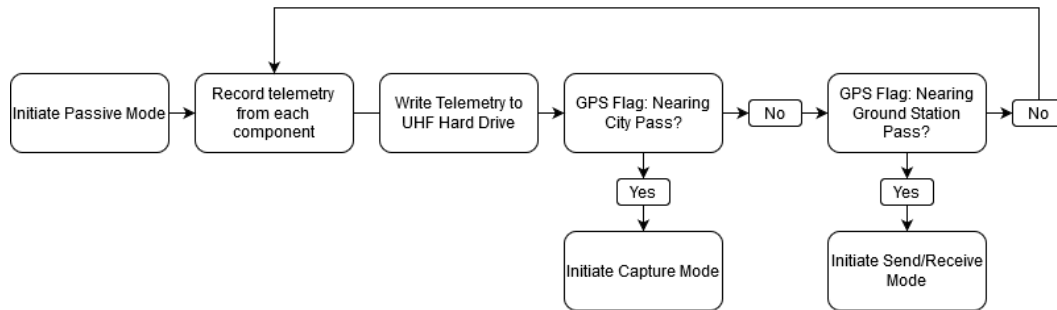 Initiate Passive Mode
Record telemetry
from each
component
Write Telemetry to
UHF Hard Drive
GPS Flag: Nearing
City Pass?
No
GPS Flag: Nearing
Ground Station
Pass?
No
Yes
Yes
Initiate Capture Mode
Initiate Send/Receive
Mode